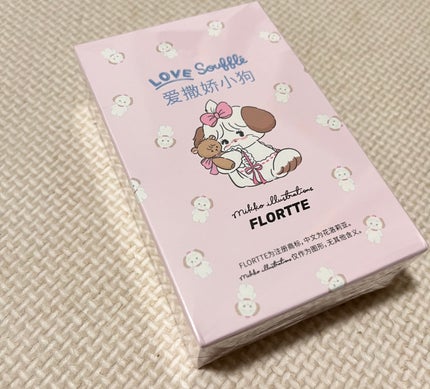 LOVE Soufflé
爱撒娇小狗
Mikiko illustrations
FLORTTE
FLORTTE为注册商标，中文为花洛莉亚。
Mikiko illustrations 仅作为图形，无其他含义。